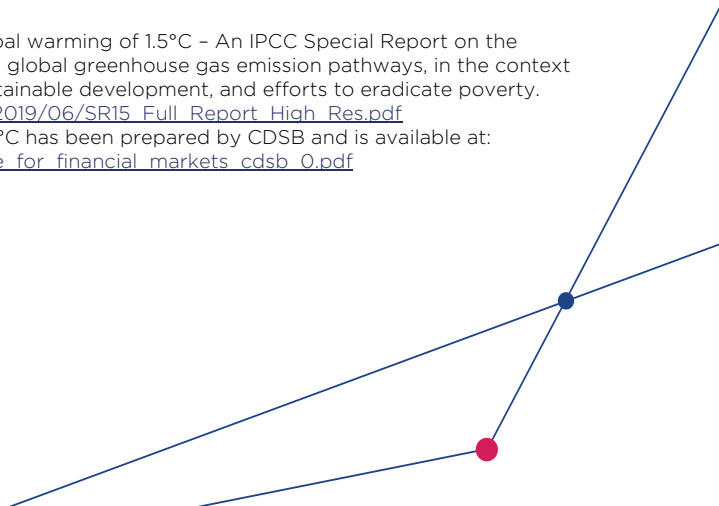 bal warming of 1.5°C – An IPCC Special Report on the
global greenhouse gas emission pathways, in the context
tainable development, and efforts to eradicate poverty.
2019/06/SR15_Full_Report_High_Res.pdf
°C has been prepared by CDSB and is available at:
e_for_financial_markets_cdsb_0.pdf